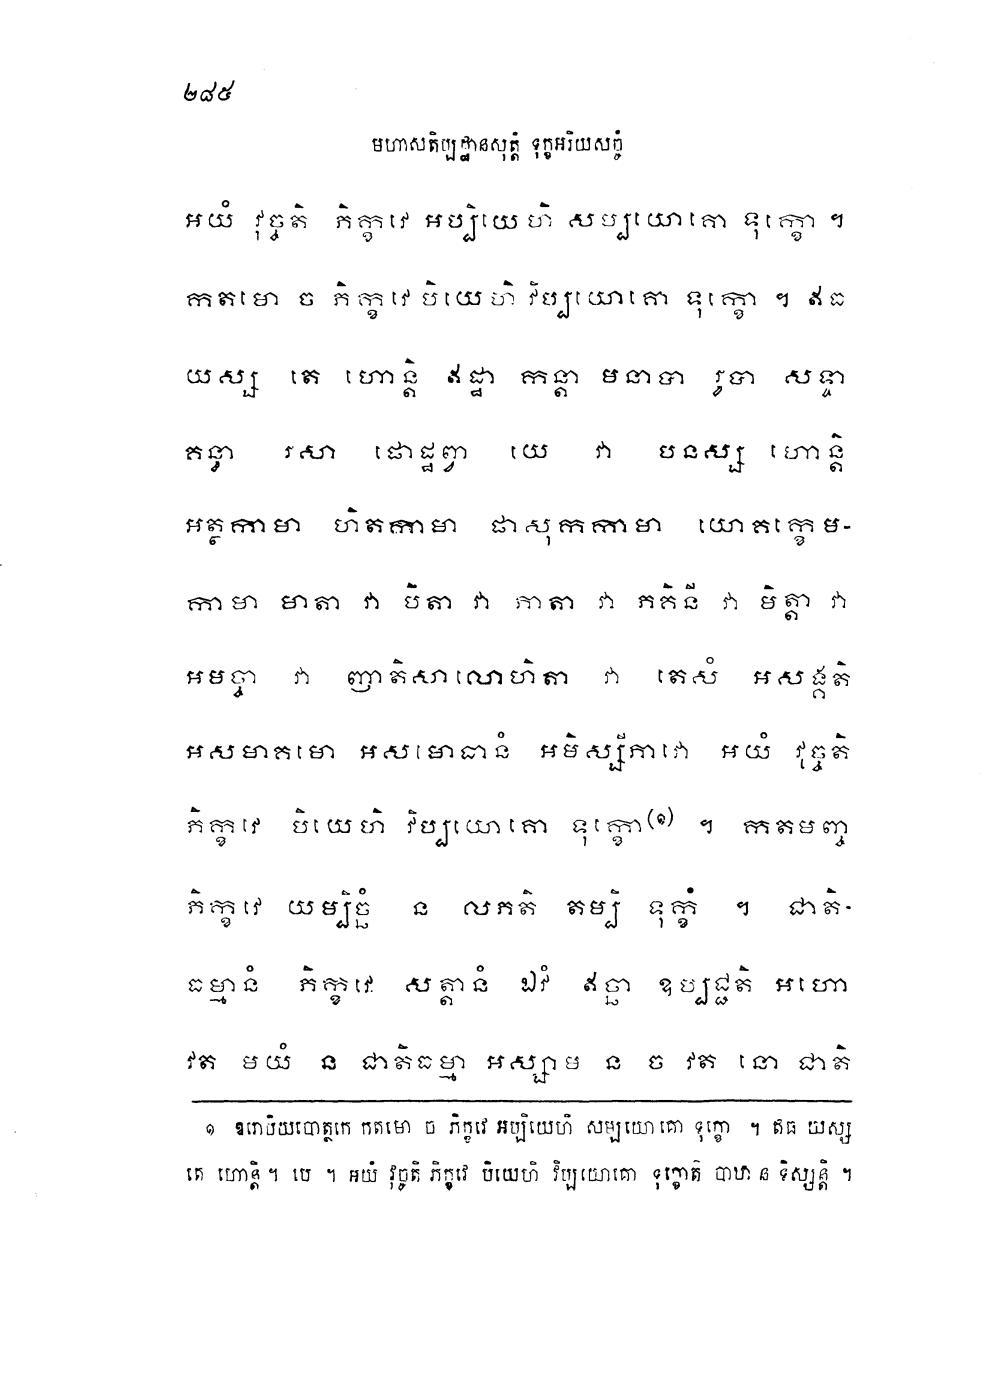 ២៨៥
មហាសតិប្បដ្ឋានសុត្តំ ទុក្ខអរិយសច្ចំ
អយំ វុច្ចតិ ភិក្ខវេ អប្បិយេហិ សប្បយោគោ ទុក្ខោ ។
កតមោ ច ភិក្ខវេ បិយេហិ វិប្បយោគោ ទុក្ខោ ។ ឥធ
យស្ស តេ ហោន្តិ ឥដ្ឋា កន្តា មនាបា រូបា សទ្ទា
គន្ធា រសា ផោដ្ឋព្វា យេ វា បនស្ស ហោន្តិ
អត្ថកាមា ហិតកាមា ផាសុកកាមា យោគក្ខេម-
កាមា មាតា វា បិតា វា ភាតា វា ភគិនី វា មិត្តា វា
អមច្ចា វា ញាតិសាលោហិតា វា តេសំ អសង្គតិ
អសមាគមោ អសមោធានំ អមិស្សីភាវោ អយំ វុច្ចតិ
ភិក្ខវេ បិយេហិ វិប្បយោគោ ទុក្ខោ(១) ។ កតមញ្ច
ភិក្ខវេ យម្បិច្ឆំ ន លភតិ តម្បិ ទុក្ខំ ។ ជាតិ-
ធម្មានំ ភិក្ខវេ សត្តានំ ឯវំ ឥច្ឆា ឧប្បជ្ជតិ អហោ
វត មយំ ន ជាតិធម្មា អស្សាម ន ច វត នោ ជាតិ
១ ឧរោបិយបោត្ថកេ កតមោ ច ភិក្ខវេ អប្បិយេហិ សម្បយោគោ ទុក្ខោ ។ ឥធ យស្ស
តេ ហោន្តិ។ បេ ។ អយំ វុច្ចតិ ភិក្ខវេ បិយេហិ វិប្បយោគោ ទុក្ខោតិ បាឋា ន ទិស្សន្តិ ។